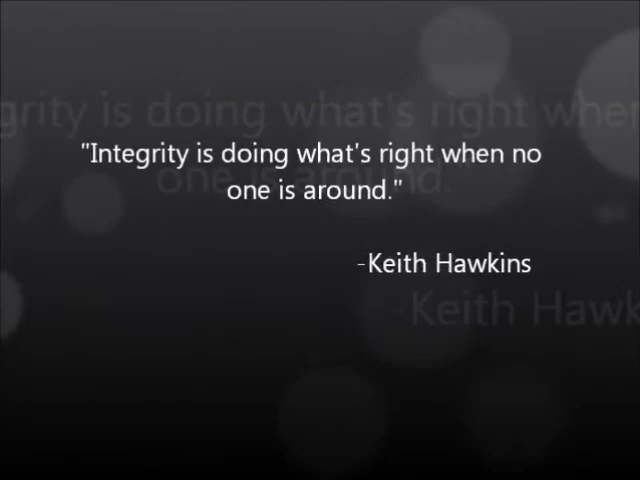 "Integrity is doing what's right when no
one is around."
-Keith Hawkins